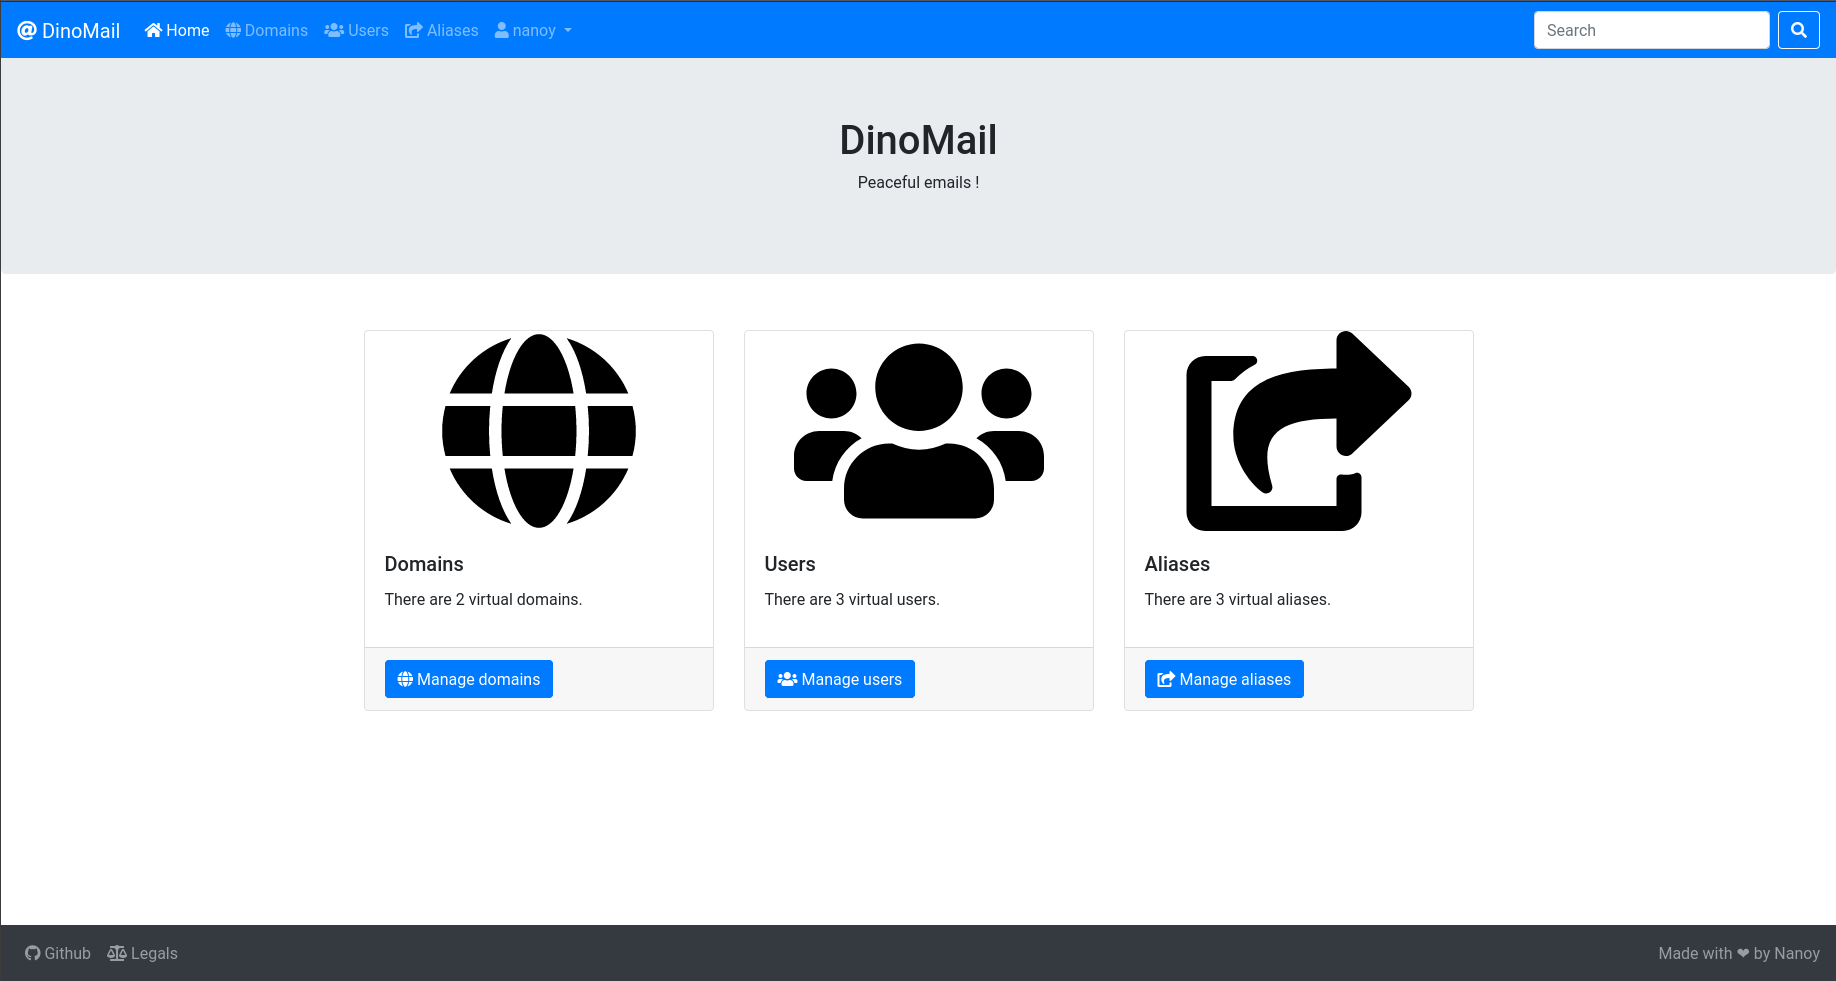 @ DinoMail Home Domains Users Aliases nanoy Search
DinoMail
Peaceful emails !
Domains
There are 2 virtual domains.
Manage domains
Users
There are 3 virtual users.
Manage users
Aliases
There are 3 virtual aliases.
Manage aliases
Github Legals Made with ❤ by Nanoy